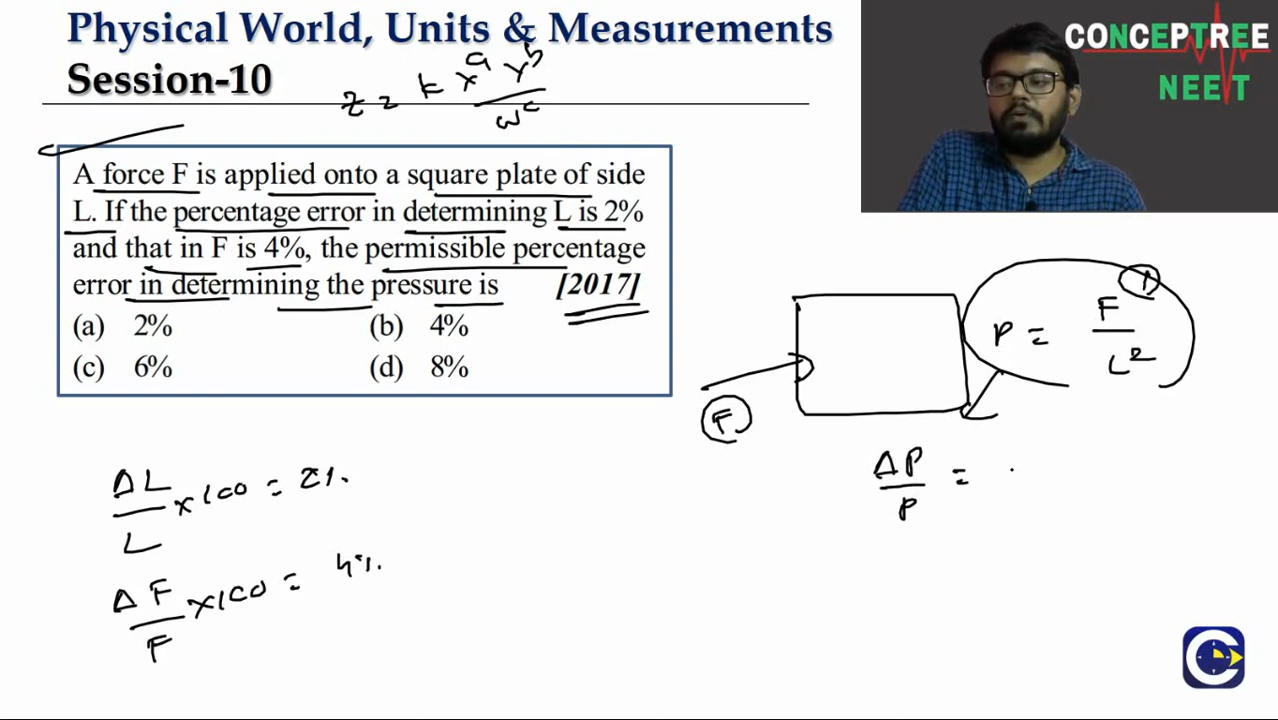 Physical World, Units & Measurements
Session-10
CONCEPTREE
NEET
z = k x^a y^b / w^c
A force F is applied onto a square plate of side
L. If the percentage error in determining L is 2%
and that in F is 4%, the permissible percentage
error in determining the pressure is [2017]
(a) 2% (b) 4%
(c) 6% (d) 8%
P = F^1 / L^2
F
ΔP/P =
ΔL/L × 100 = 2%.
ΔF/F × 100 = 4%.